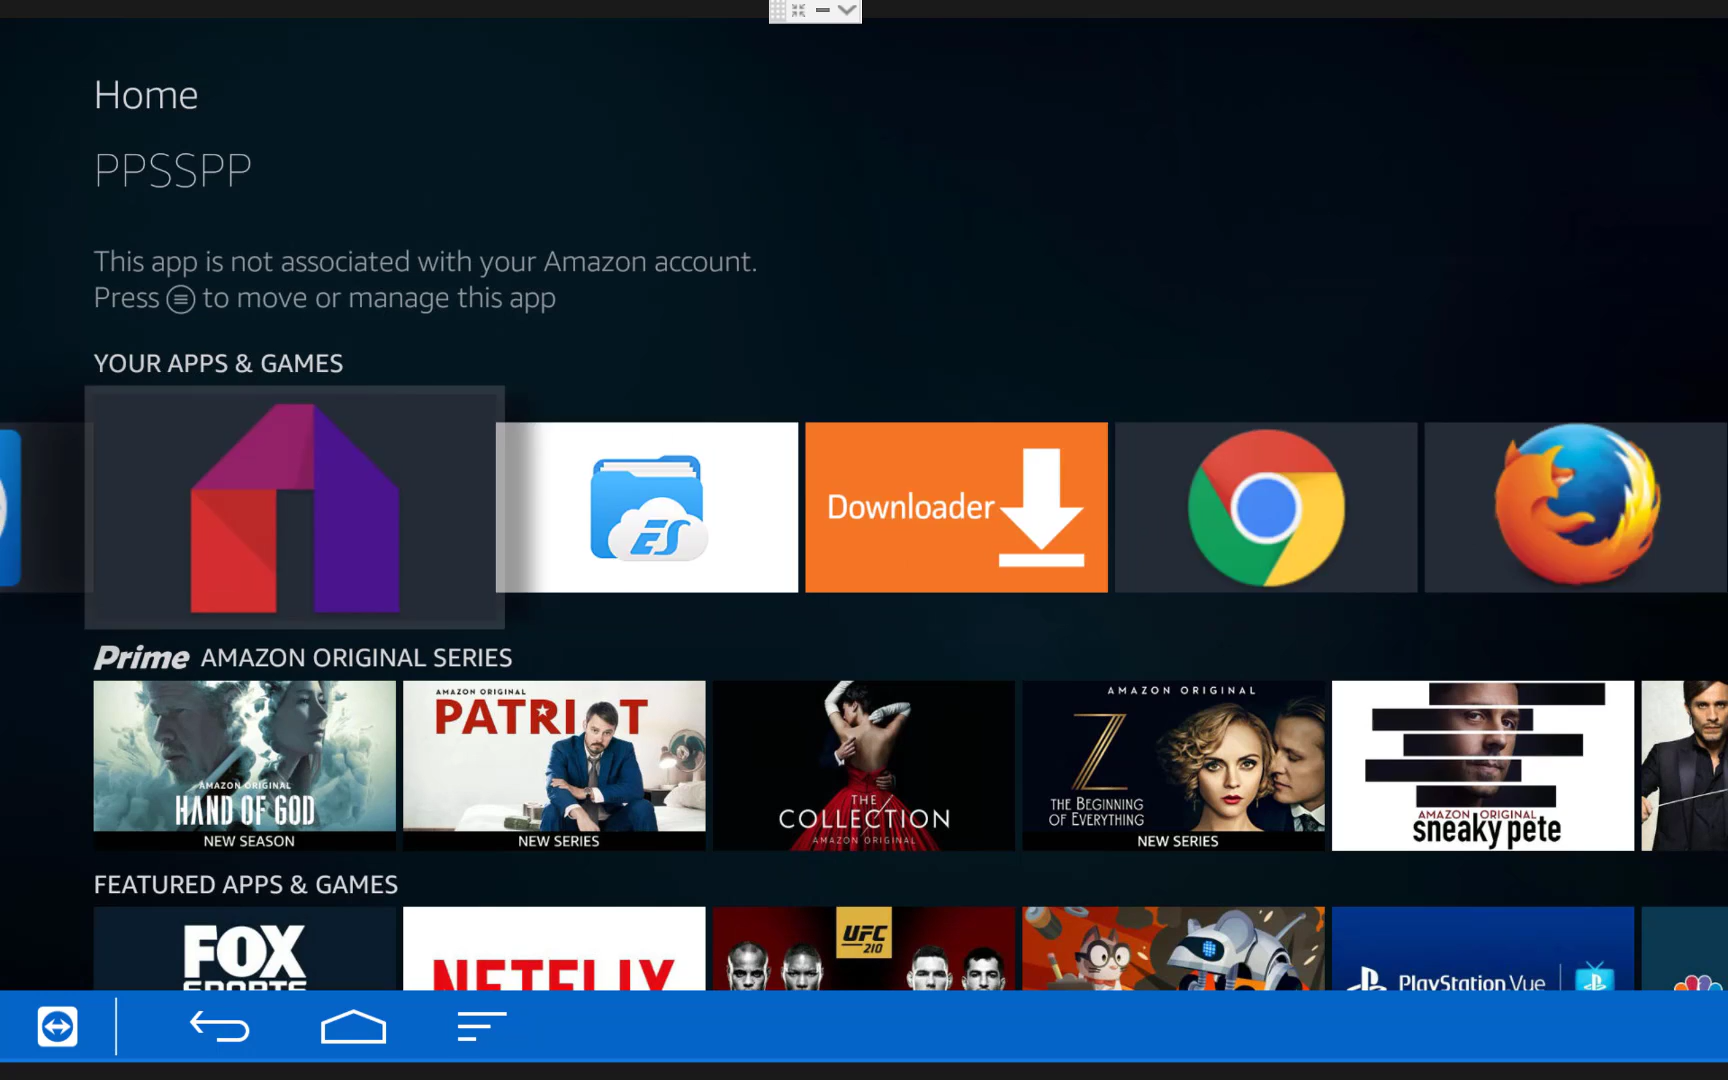 Home
PPSSPP
This app is not associated with your Amazon account.
Press to move or manage this app
YOUR APPS & GAMES
ES
Downloader
Prime AMAZON ORIGINAL SERIES
AMAZON ORIGINAL
HAND OF GOD
NEW SEASON
AMAZON ORIGINAL
PATRIOT
NEW SERIES
THE
COLLECTION
AMAZON ORIGINAL
AMAZON ORIGINAL
Z
THE BEGINNING
OF EVERYTHING
NEW SERIES
AMAZON ORIGINAL
sneaky pete
FEATURED APPS & GAMES
FOX
SPORTS
NETFLIX
UFC
210
PlayStation Vue